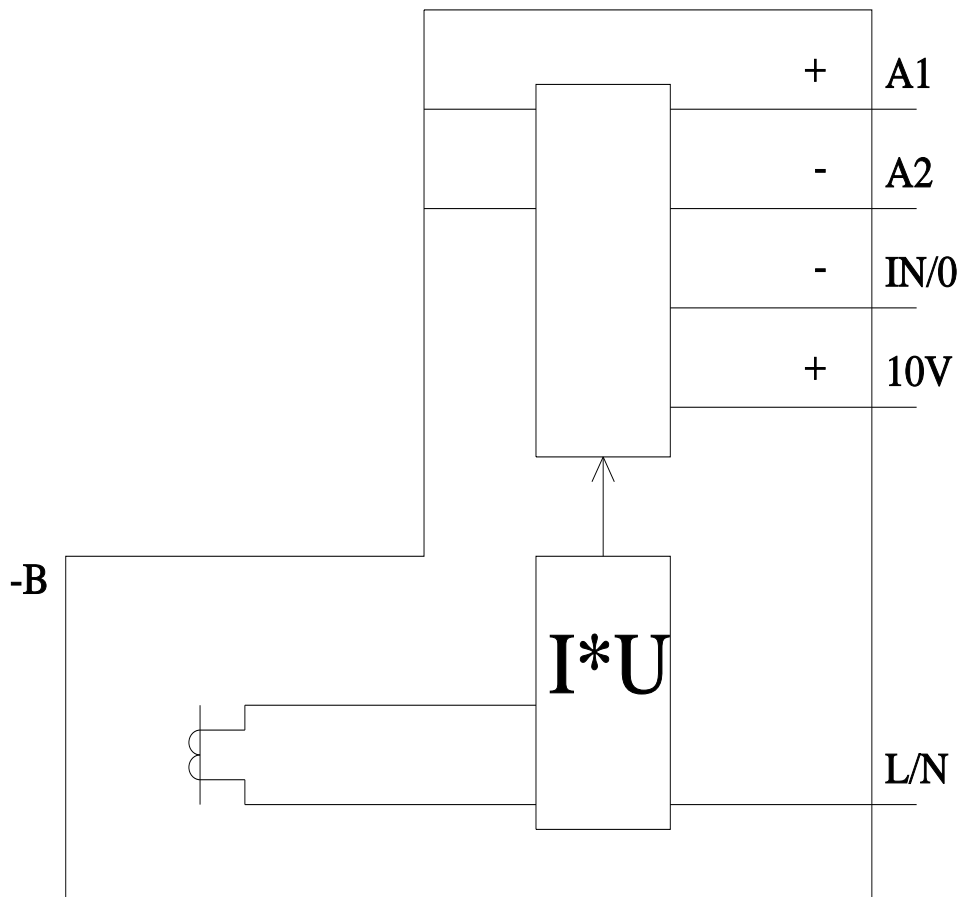 + A1
- A2
- IN/0
+ 10V
-B
I*U
L/N